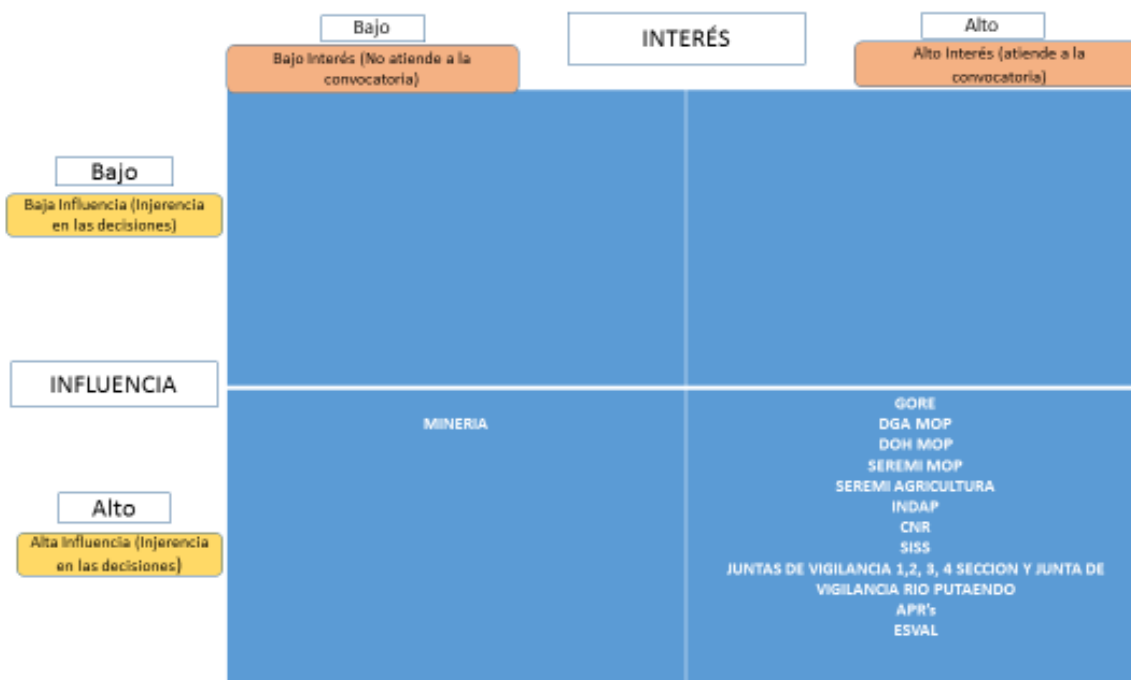 Bajo
INTERÉS
Alto
Bajo Interés (No atiende a la
convocatoria)
Alto Interés (atiende a la
convocatoria)
Bajo
Baja Influencia (Injerencia
en las decisiones)
INFLUENCIA
Alto
Alta Influencia (Injerencia
en las decisiones)
MINERIA
GORE
DGA MOP
DOH MOP
SEREMI MOP
SEREMI AGRICULTURA
INDAP
CNR
SISS
JUNTAS DE VIGILANCIA 1,2, 3, 4 SECCION Y JUNTA DE
VIGILANCIA RIO PUTAENDO
APR's
ESVAL